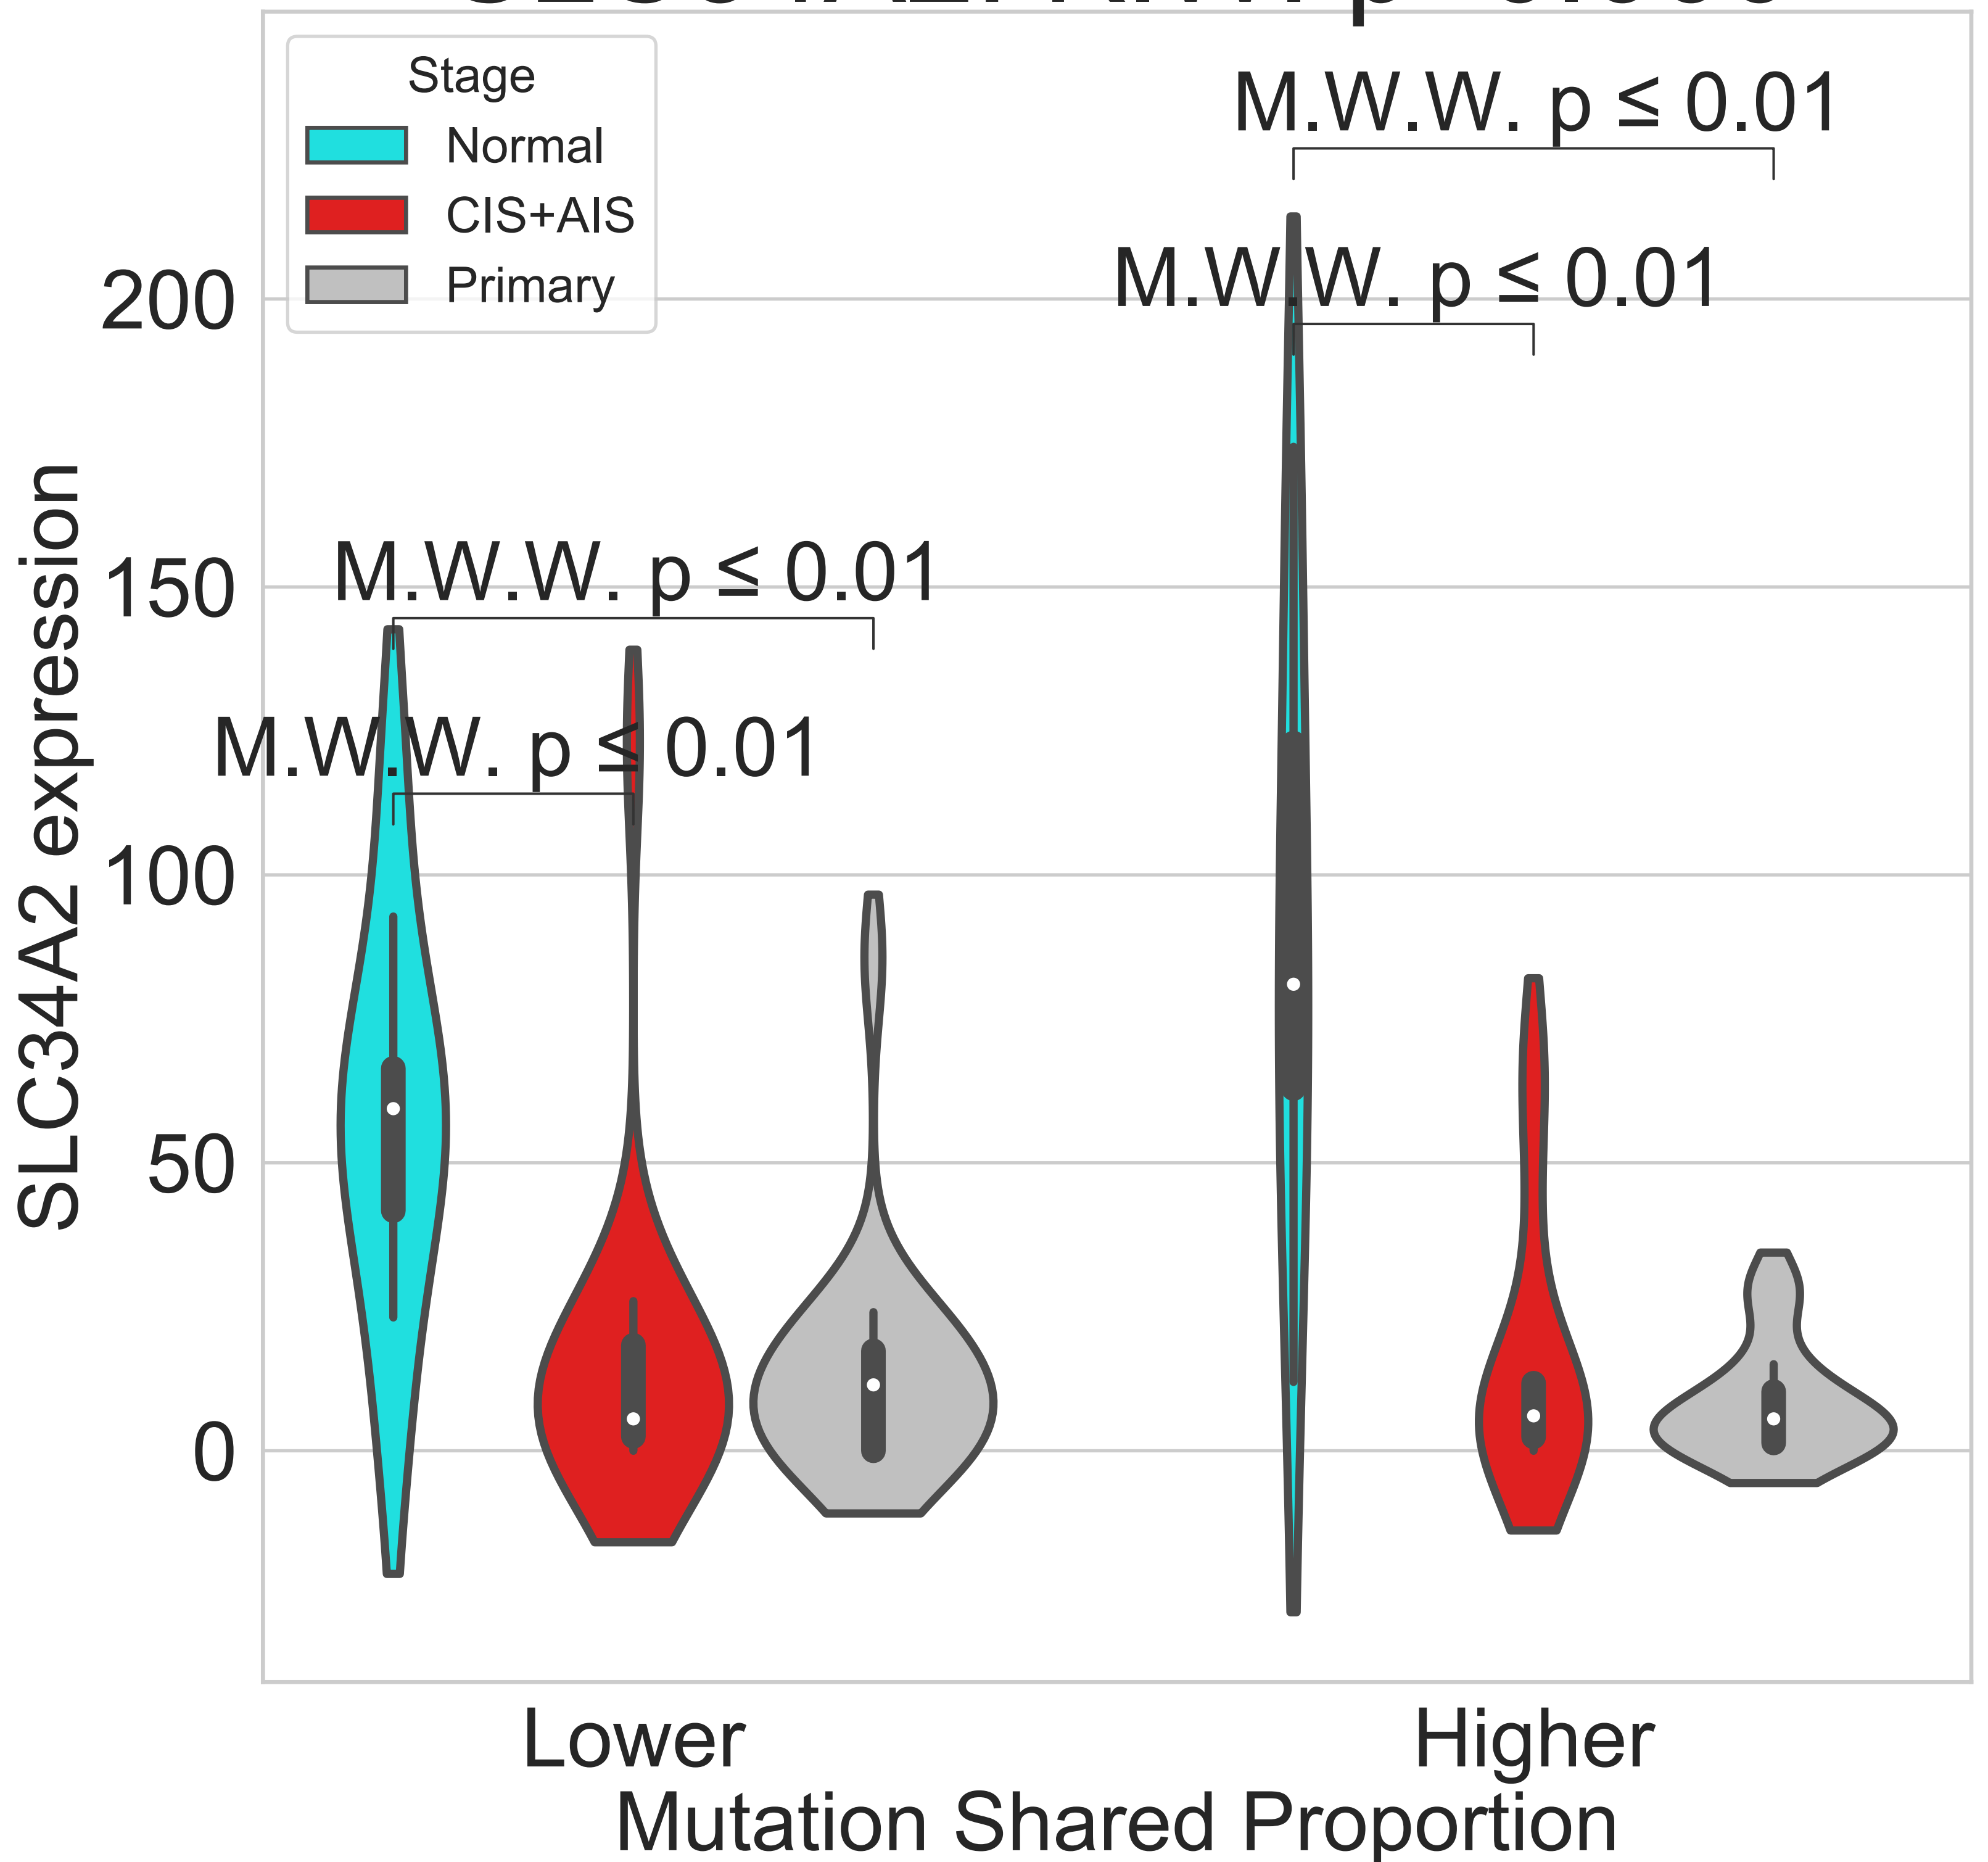 Stage
Normal
CIS+AIS
Primary
M.W.W. p ≤ 0.01
M.W.W. p ≤ 0.01
M.W.W. p ≤ 0.01
M.W.W. p ≤ 0.01
200
150
100
50
0
SLC34A2 expression
Lower
Higher
Mutation Shared Proportion